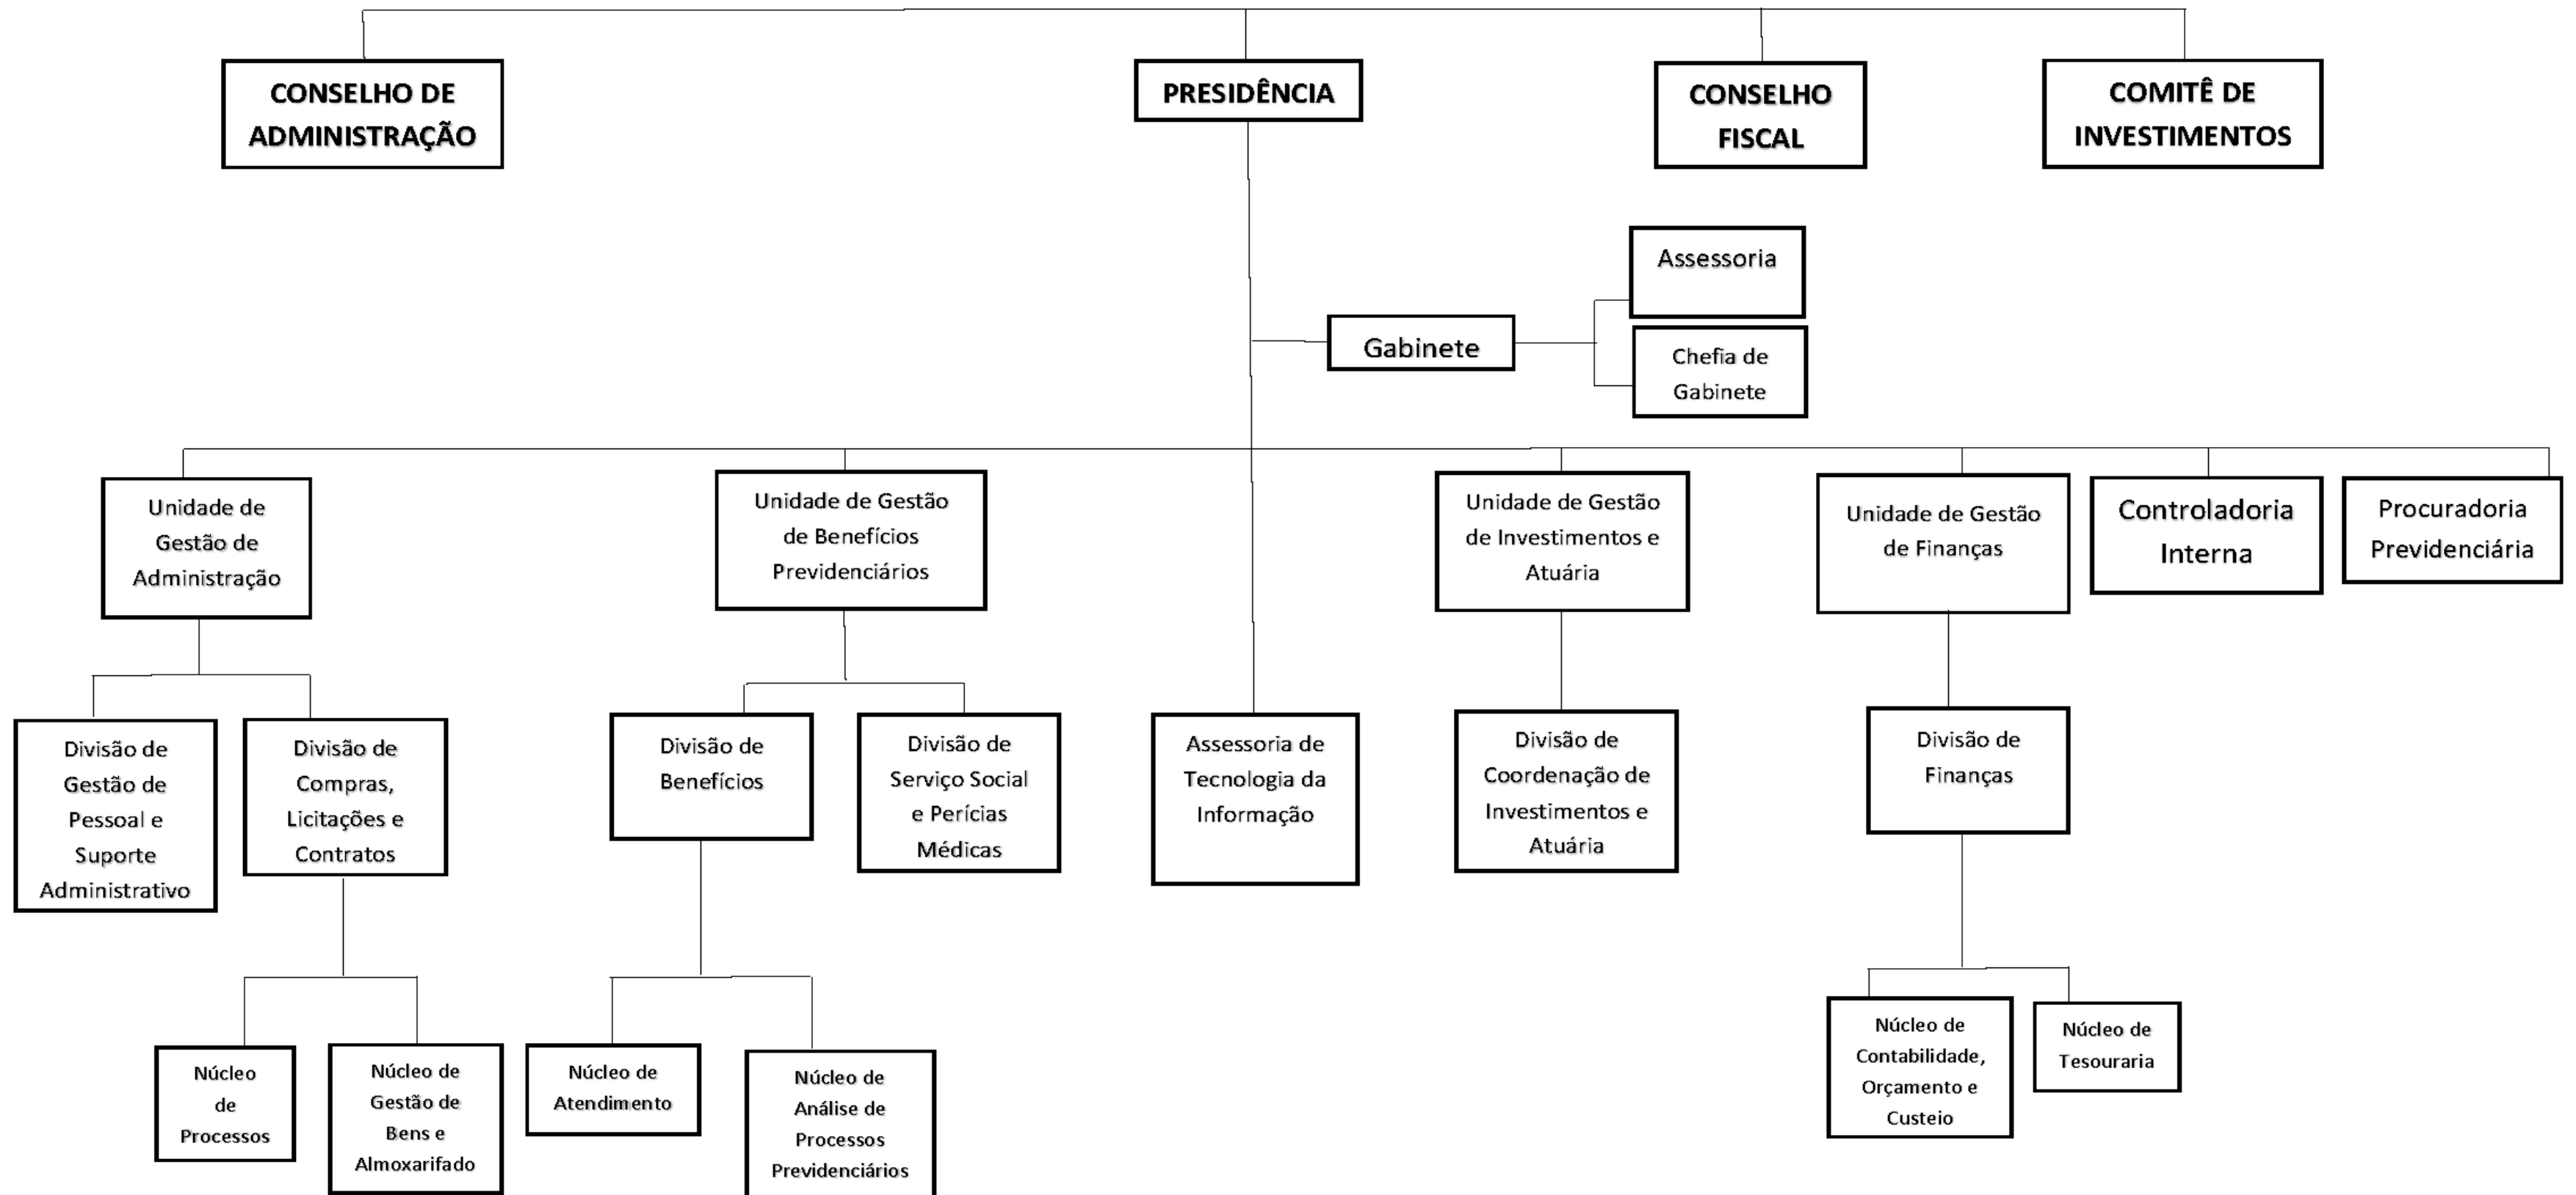 CONSELHO DE
ADMINISTRAÇÃO
PRESIDÊNCIA
CONSELHO
FISCAL
COMITÊ DE
INVESTIMENTOS
Assessoria
Gabinete
Chefia de
Gabinete
Unidade de
Gestão de
Administração
Unidade de Gestão
de Benefícios
Previdenciários
Unidade de Gestão
de Investimentos e
Atuária
Unidade de Gestão
de Finanças
Controladoria
Interna
Procuradoria
Previdenciária
Divisão de
Gestão de
Pessoal e
Suporte
Administrativo
Divisão de
Compras,
Licitações e
Contratos
Divisão de
Benefícios
Divisão de
Serviço Social
e Perícias
Médicas
Assessoria de
Tecnologia da
Informação
Divisão de
Coordenação de
Investimentos e
Atuária
Divisão de
Finanças
Núcleo
de
Processos
Núcleo de
Gestão de
Bens e
Almoxarifado
Núcleo de
Atendimento
Núcleo de
Análise de
Processos
Previdenciários
Núcleo de
Contabilidade,
Orçamento e
Custeio
Núcleo de
Tesouraria